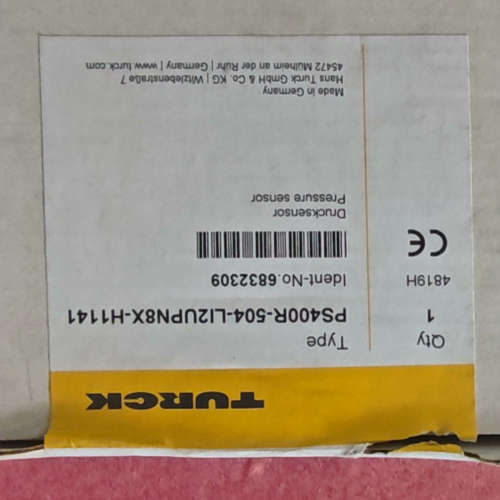 TURCK
Qty
1
Type
PS400R-504-LI2UPN8X-H1141
4819H
Ident-No.6832309
CE
Drucksensor
Pressure sensor
Made in Germany
Hans Turck GmbH & Co. KG | Witzlebenstraße 7
45472 Mülheim an der Ruhr | Germany | www.turck.com